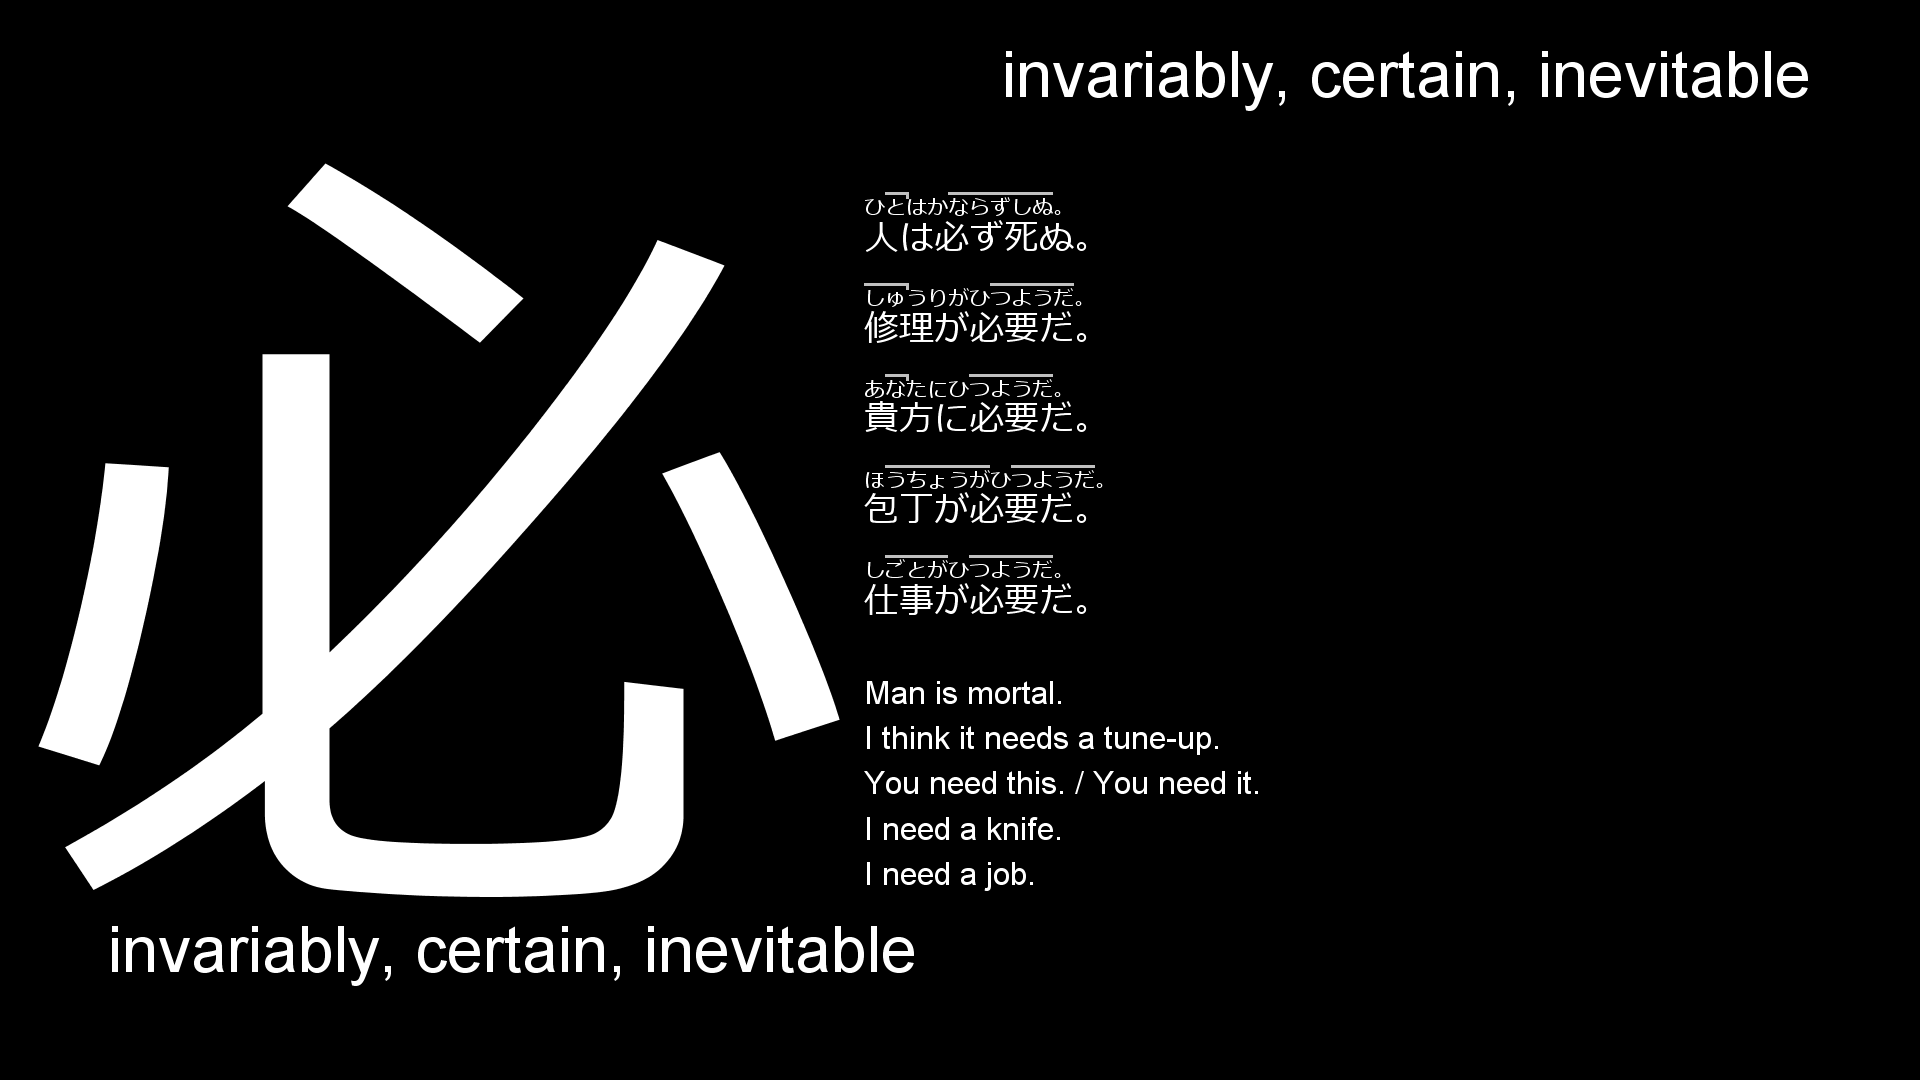 invariably, certain, inevitable
必
ひとはかならずしぬ。
人は必ず死ぬ。
しゅうりがひつようだ。
修理が必要だ。
あなたにひつようだ。
貴方に必要だ。
ほうちょうがひつようだ。
包丁が必要だ。
しごとがひつようだ。
仕事が必要だ。
Man is mortal.
I think it needs a tune-up.
You need this. / You need it.
I need a knife.
I need a job.
invariably, certain, inevitable